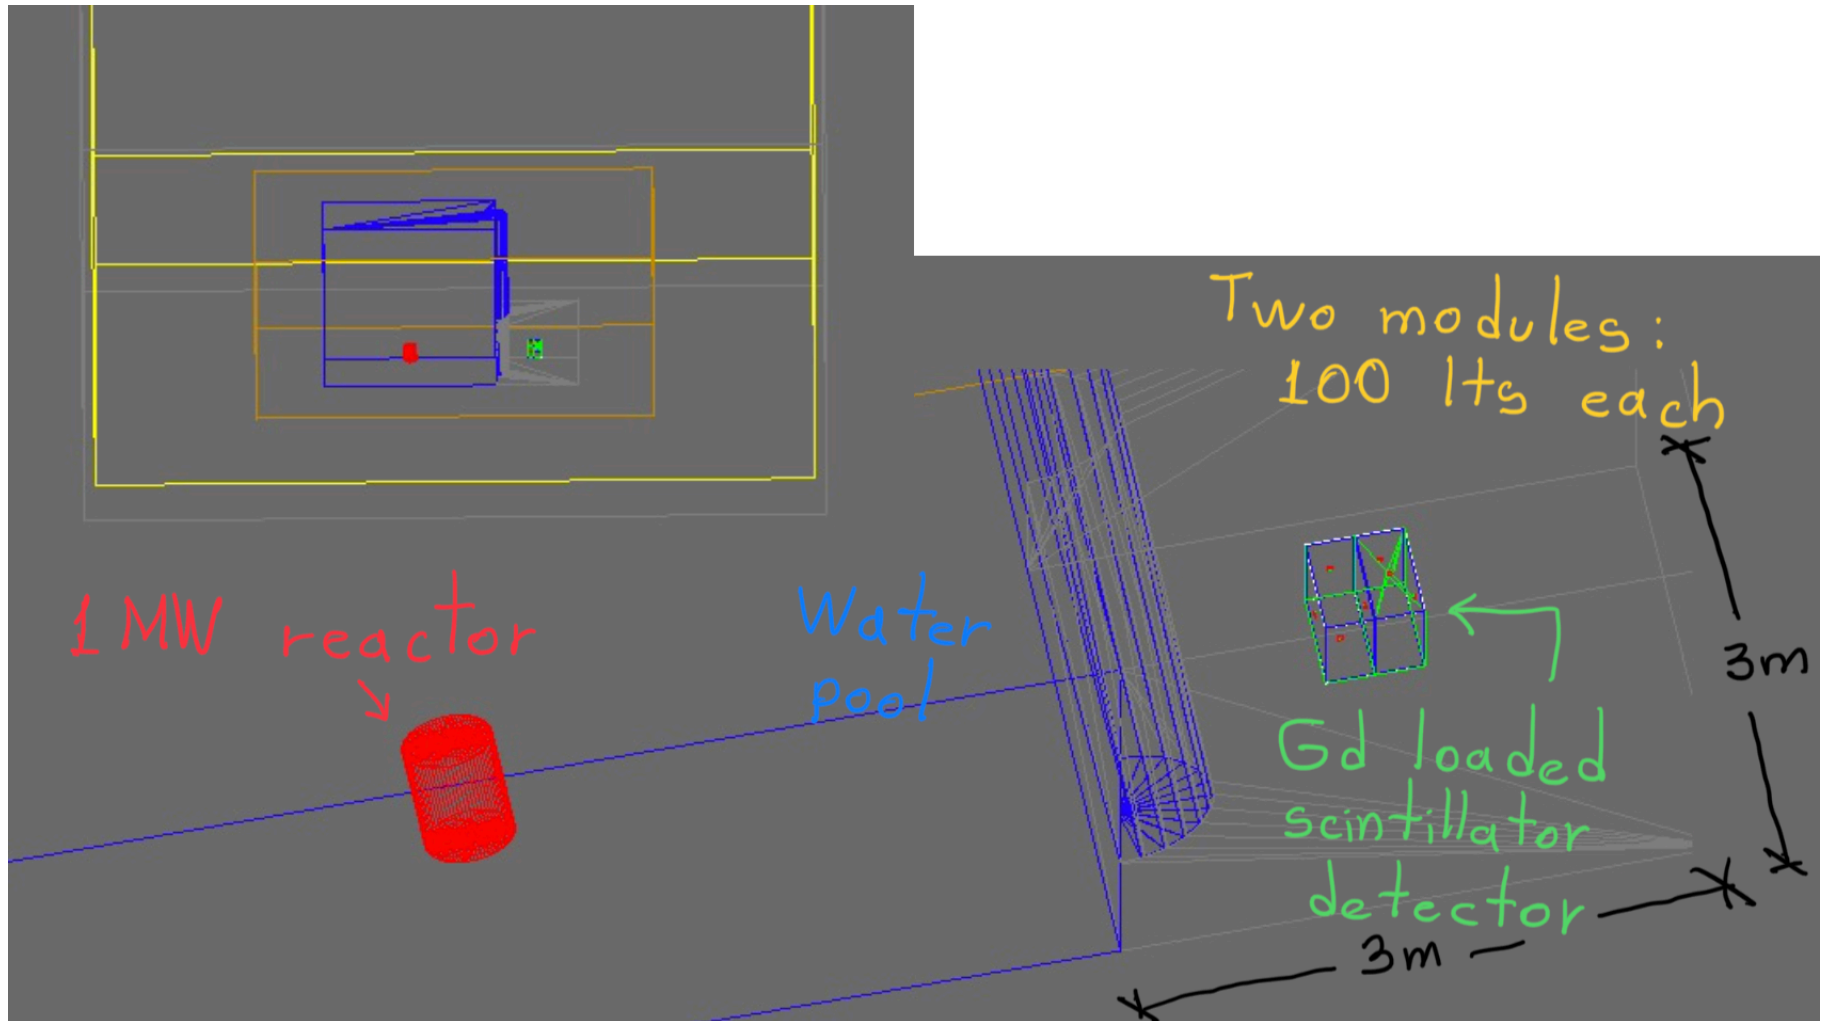 Two modules:
100 lts each
1 MW reactor
Water
pool
3m
Gd loaded
scintillator
detector
3m